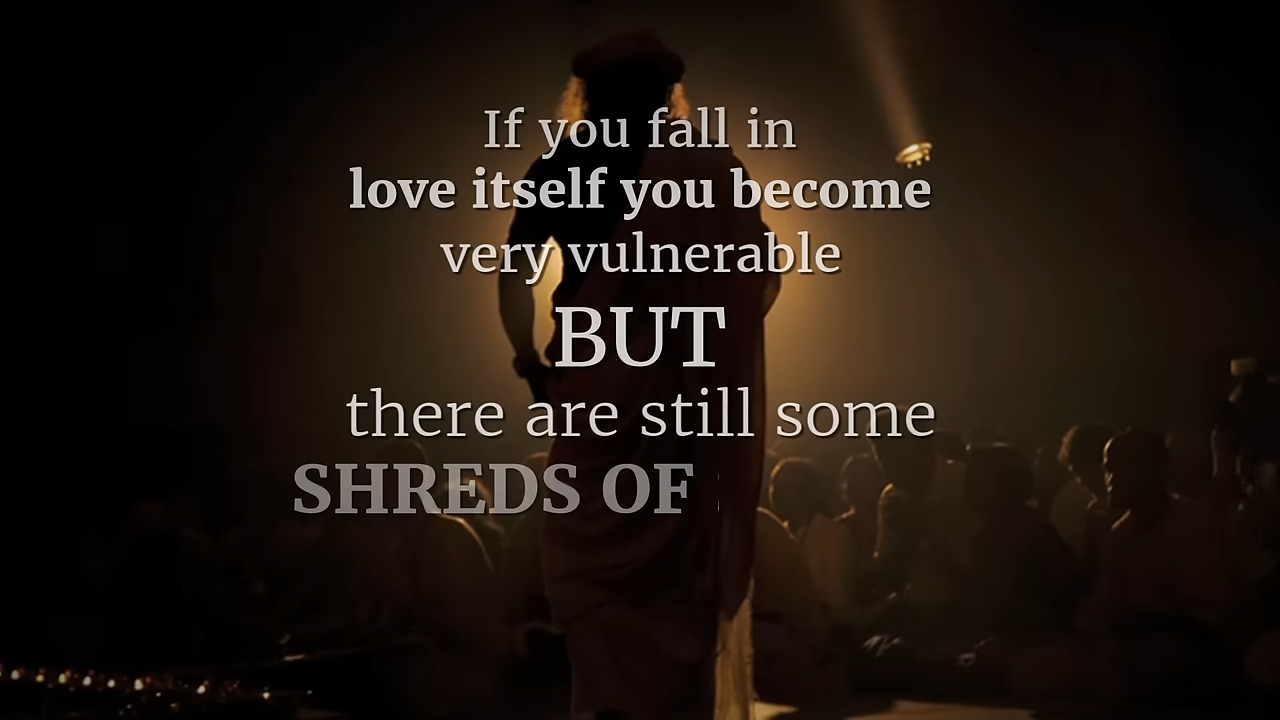 If you fall in
love itself you become
very vulnerable
BUT
there are still some
SHREDS OF